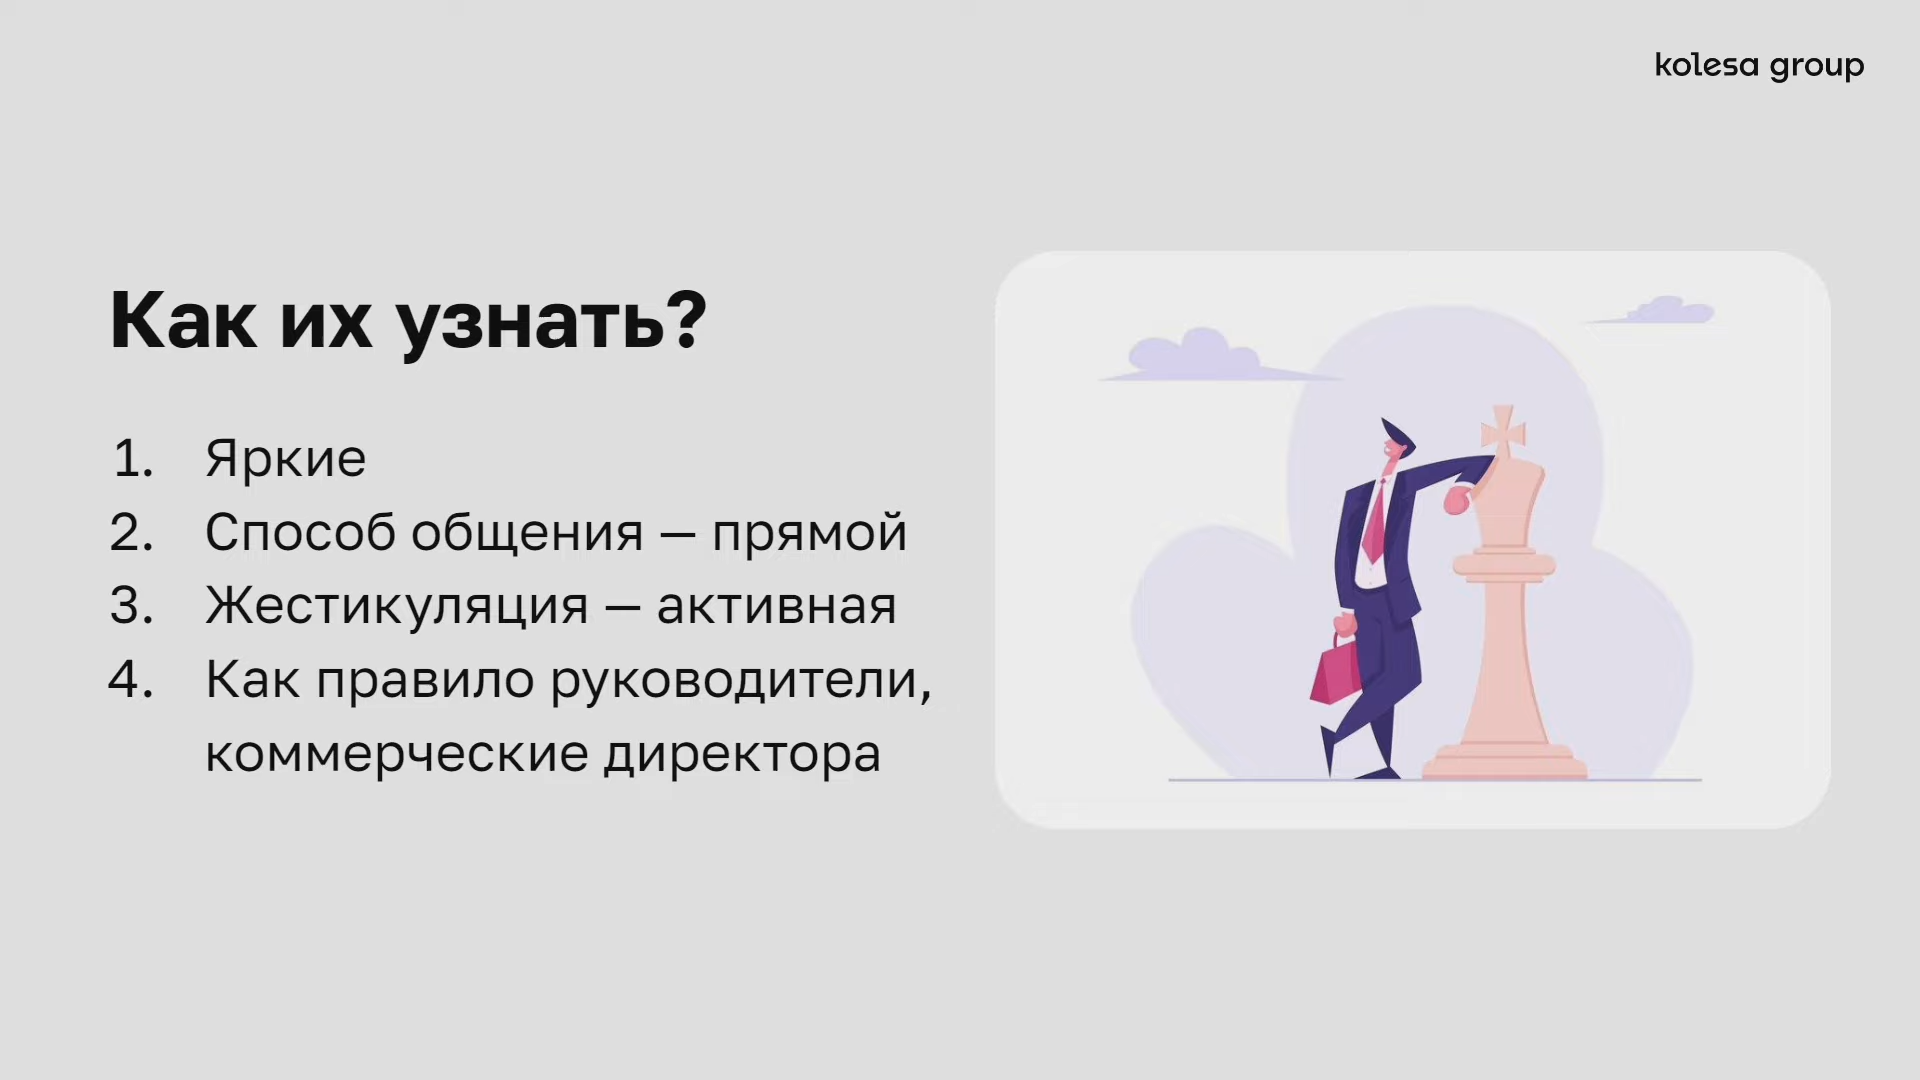 kolesa group
Как их узнать?
1. Яркие
2. Способ общения — прямой
3. Жестикуляция — активная
4. Как правило руководители,
коммерческие директора